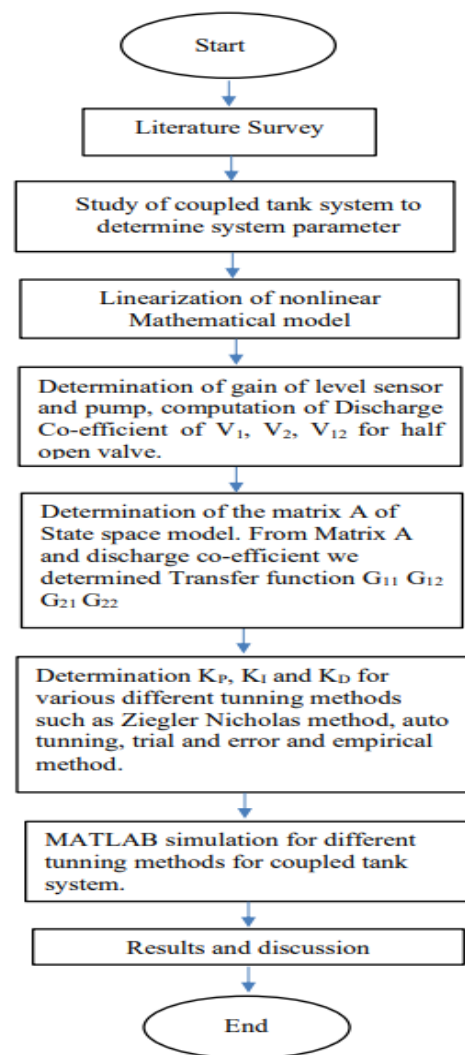 Start
Literature Survey
Study of coupled tank system to
determine system parameter
Linearization of nonlinear
Mathematical model
Determination of gain of level sensor
and pump, computation of Discharge
Co-efficient of V₁, V₂, V₁₂ for half
open valve.
Determination of the matrix A of
State space model. From Matrix A
and discharge co-efficient we
determined Transfer function G₁₁ G₁₂
G₂₁ G₂₂
Determination K_P, K_I and K_D for
various different tunning methods
such as Ziegler Nicholas method, auto
tunning, trial and error and empirical
method.
MATLAB simulation for different
tunning methods for coupled tank
system.
Results and discussion
End